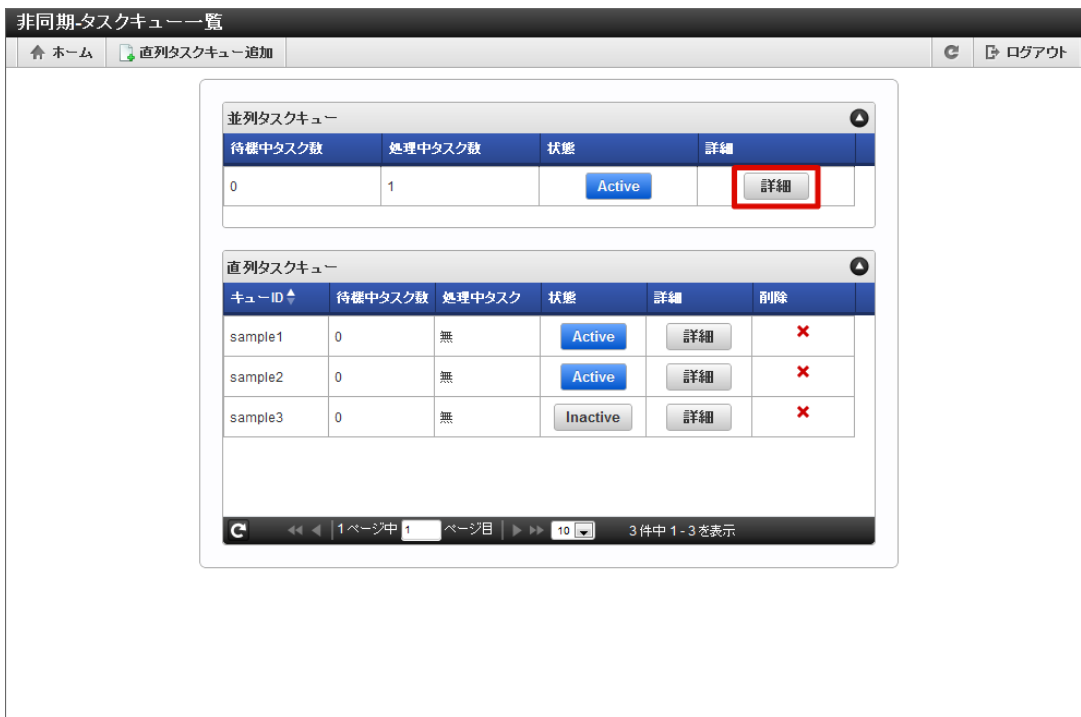 非同期-タスクキュー一覧
ホーム 直列タスクキュー追加 ログアウト
並列タスクキュー
待機中タスク数 処理中タスク数 状態 詳細
0 1 Active 詳細
直列タスクキュー
キューID 待機中タスク数 処理中タスク 状態 詳細 削除
sample1 0 無 Active 詳細
sample2 0 無 Active 詳細
sample3 0 無 Inactive 詳細
1ページ中 1 ページ目 10 3件中 1 - 3 を表示